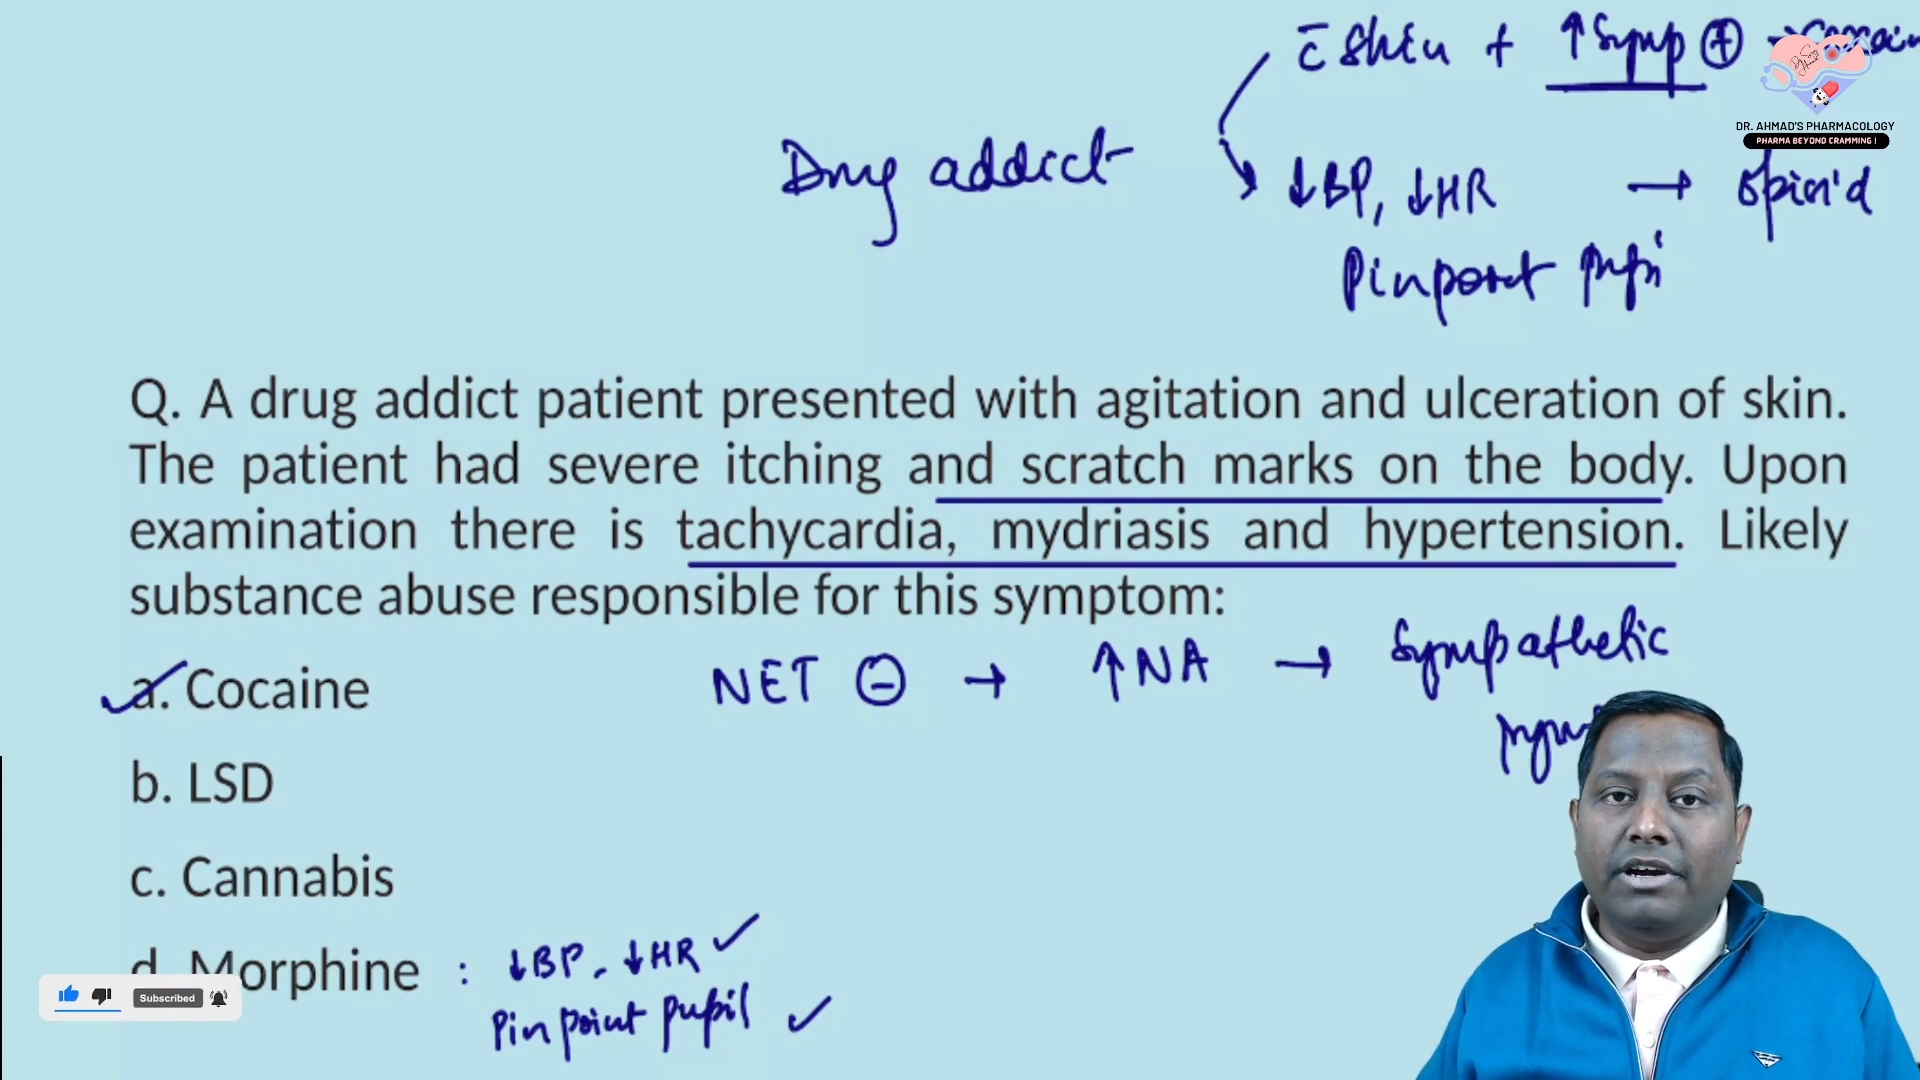 c̄ skin + ↑ Symp ⊕ →
DR. AHMAD'S PHARMACOLOGY
PHARMA BEYOND CRAMMING !
Drug addict
↓BP, ↓HR → opioid
Pinpoint
Q. A drug addict patient presented with agitation and ulceration of skin.
The patient had severe itching and scratch marks on the body. Upon
examination there is tachycardia, mydriasis and hypertension. Likely
substance abuse responsible for this symptom:
a. Cocaine
NET ⊖ → ↑NA → Sympathetic
b. LSD
c. Cannabis
d. Morphine : ↓BP, ↓HR ✓
Pin point pupil ✓
Subscribed